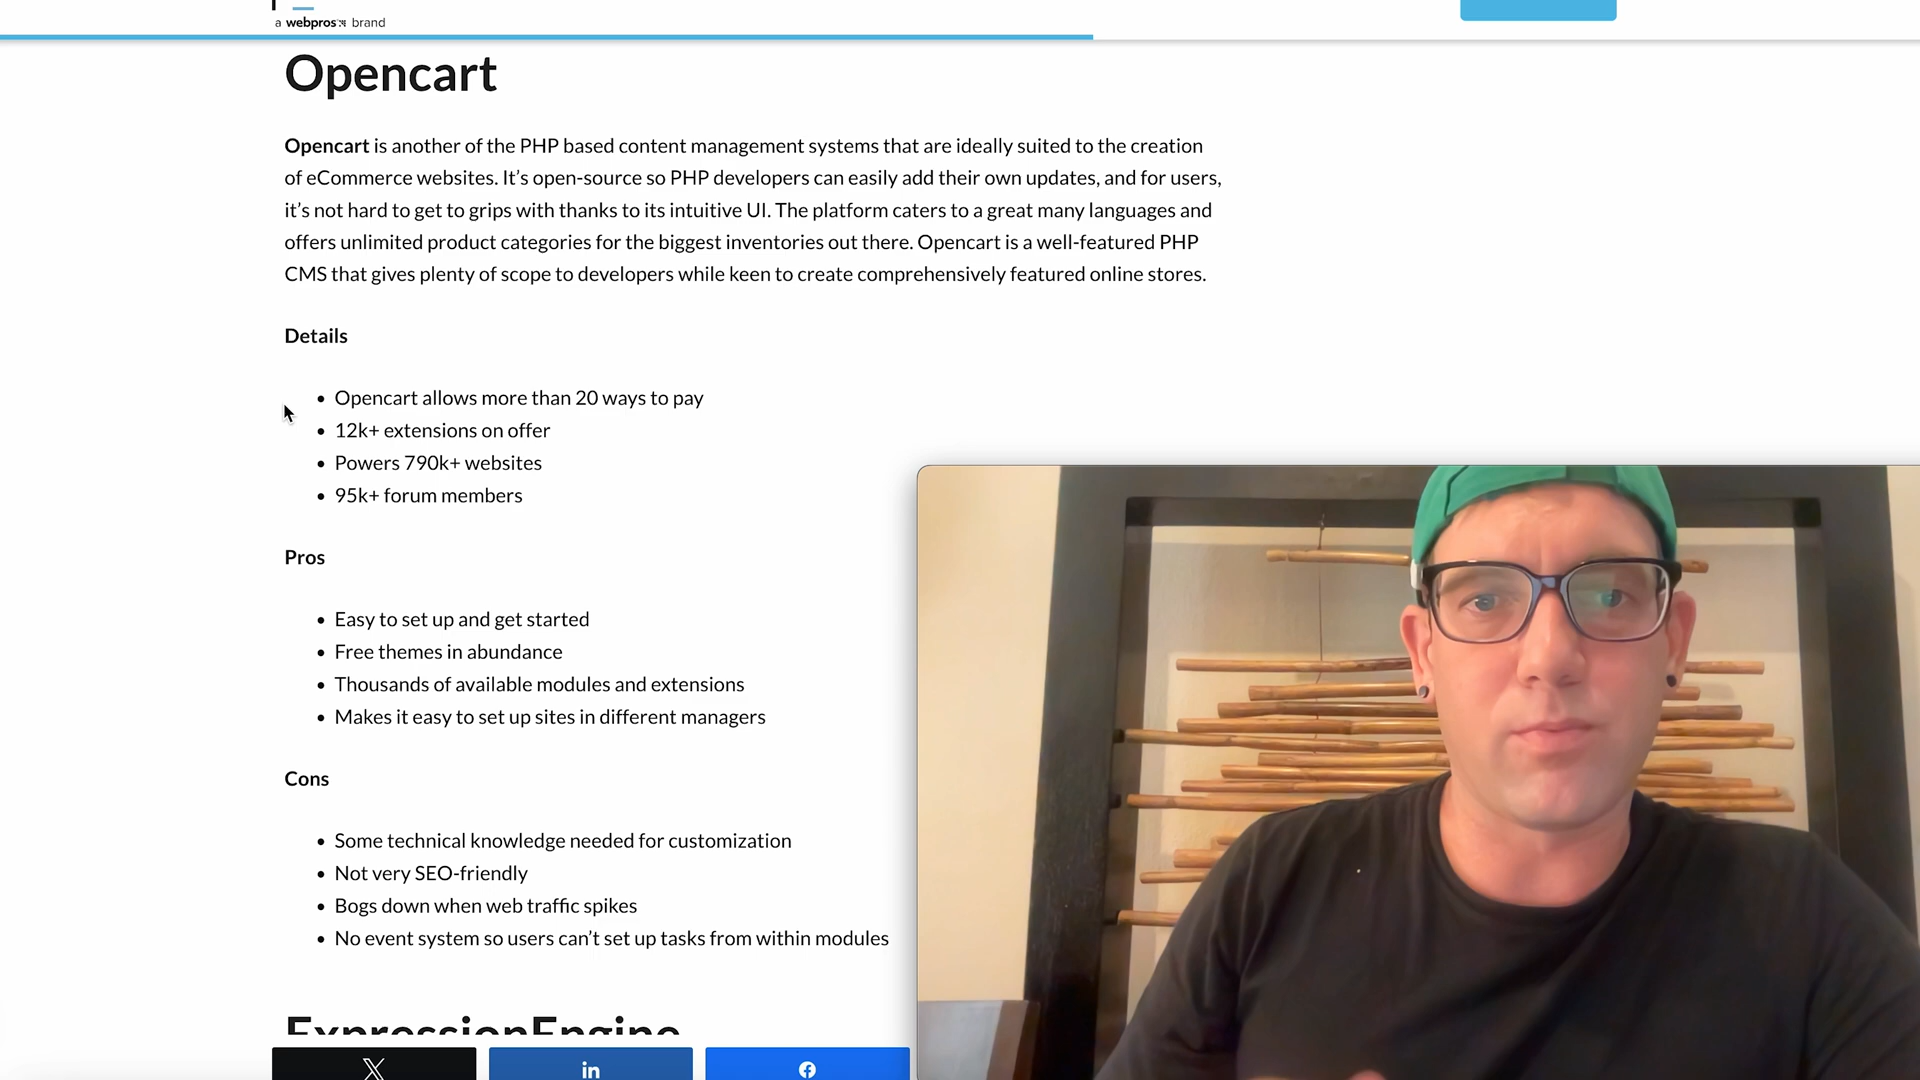 a webpros brand
Opencart
Opencart is another of the PHP based content management systems that are ideally suited to the creation
of eCommerce websites. It’s open-source so PHP developers can easily add their own updates, and for users,
it’s not hard to get to grips with thanks to its intuitive UI. The platform caters to a great many languages and
offers unlimited product categories for the biggest inventories out there. Opencart is a well-featured PHP
CMS that gives plenty of scope to developers while keen to create comprehensively featured online stores.
Details
• Opencart allows more than 20 ways to pay
• 12k+ extensions on offer
• Powers 790k+ websites
• 95k+ forum members
Pros
• Easy to set up and get started
• Free themes in abundance
• Thousands of available modules and extensions
• Makes it easy to set up sites in different managers
Cons
• Some technical knowledge needed for customization
• Not very SEO-friendly
• Bogs down when web traffic spikes
• No event system so users can’t set up tasks from within modules
ExpressionEngine
X
in
f